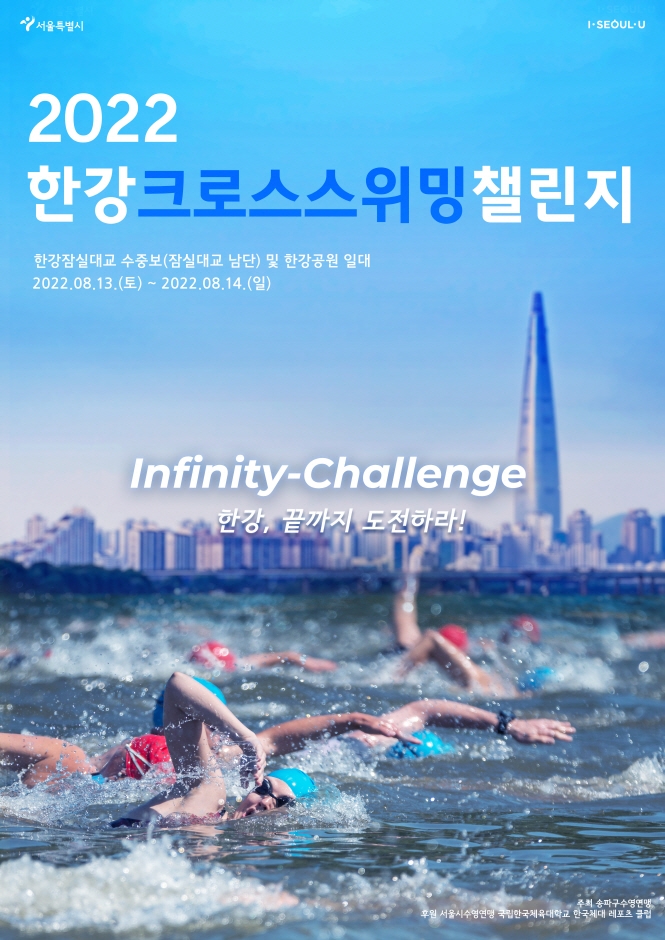 서울특별시
I·SEOUL·U
2022
한강크로스스위밍챌린지
한강잠실대교 수중보(잠실대교 남단) 및 한강공원 일대
2022.08.13.(토) ~ 2022.08.14.(일)
Infinity-Challenge
한강, 끝까지 도전하라!
주최 송파구수영연맹
후원 서울시수영연맹 국립한국체육대학교 한국체대 레포츠 클럽